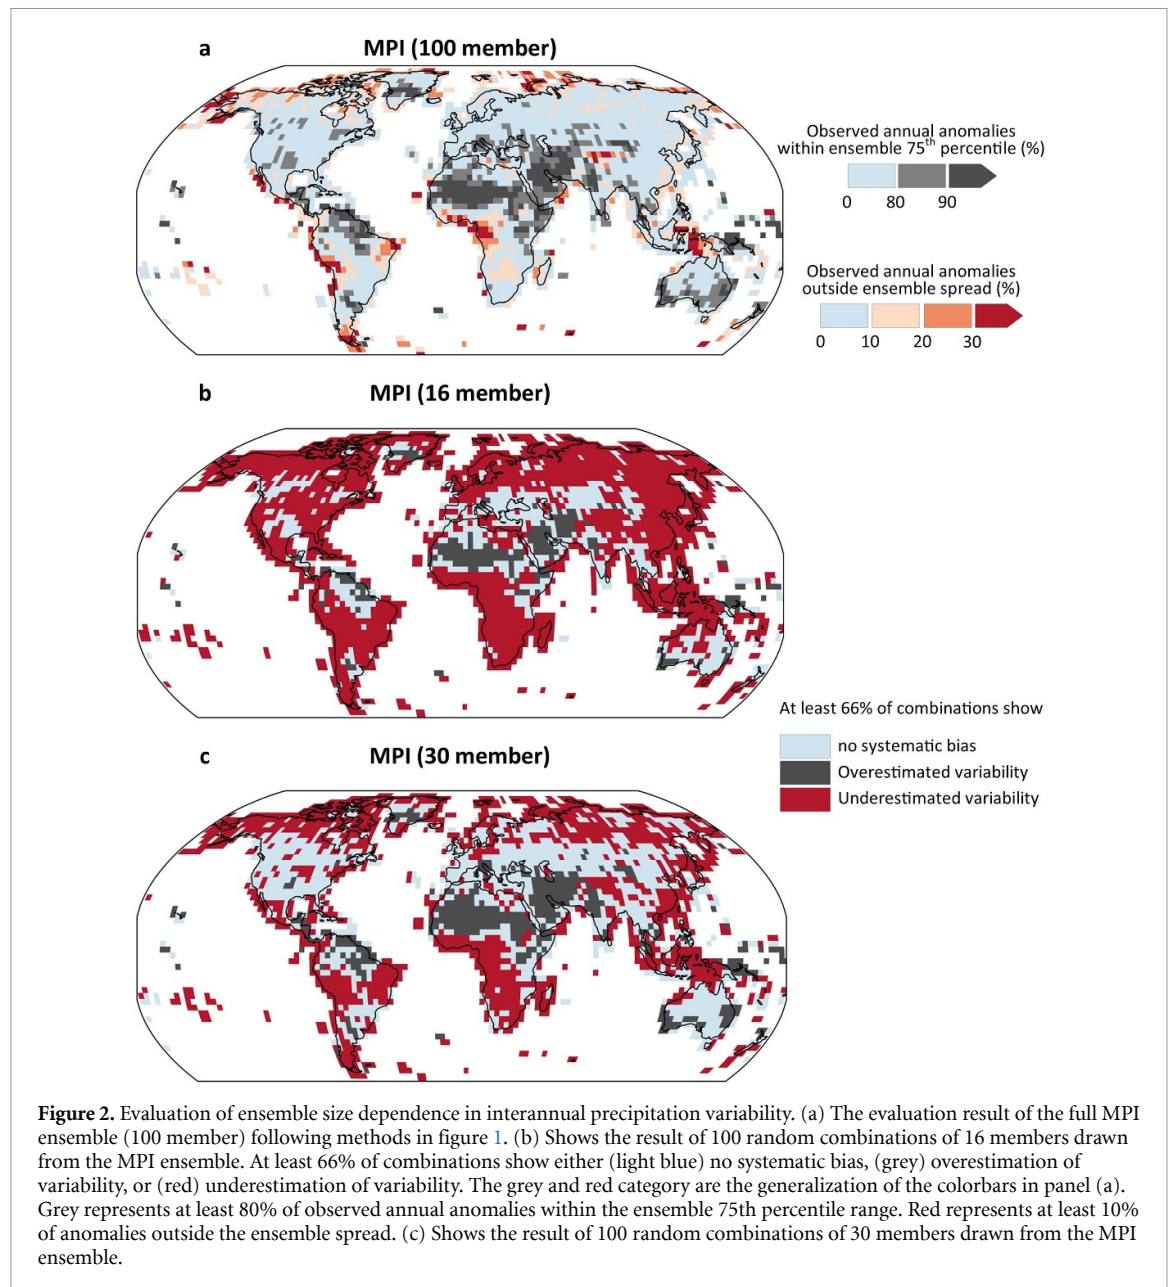 a
MPI (100 member)
Observed annual anomalies
within ensemble 75th percentile (%)
0 80 90
Observed annual anomalies
outside ensemble spread (%)
0 10 20 30
b
MPI (16 member)
At least 66% of combinations show
no systematic bias
Overestimated variability
Underestimated variability
c
MPI (30 member)
Figure 2. Evaluation of ensemble size dependence in interannual precipitation variability. (a) The evaluation result of the full MPI
ensemble (100 member) following methods in figure 1. (b) Shows the result of 100 random combinations of 16 members drawn
from the MPI ensemble. At least 66% of combinations show either (light blue) no systematic bias, (grey) overestimation of
variability, or (red) underestimation of variability. The grey and red category are the generalization of the colorbars in panel (a).
Grey represents at least 80% of observed annual anomalies within the ensemble 75th percentile range. Red represents at least 10%
of anomalies outside the ensemble spread. (c) Shows the result of 100 random combinations of 30 members drawn from the MPI
ensemble.